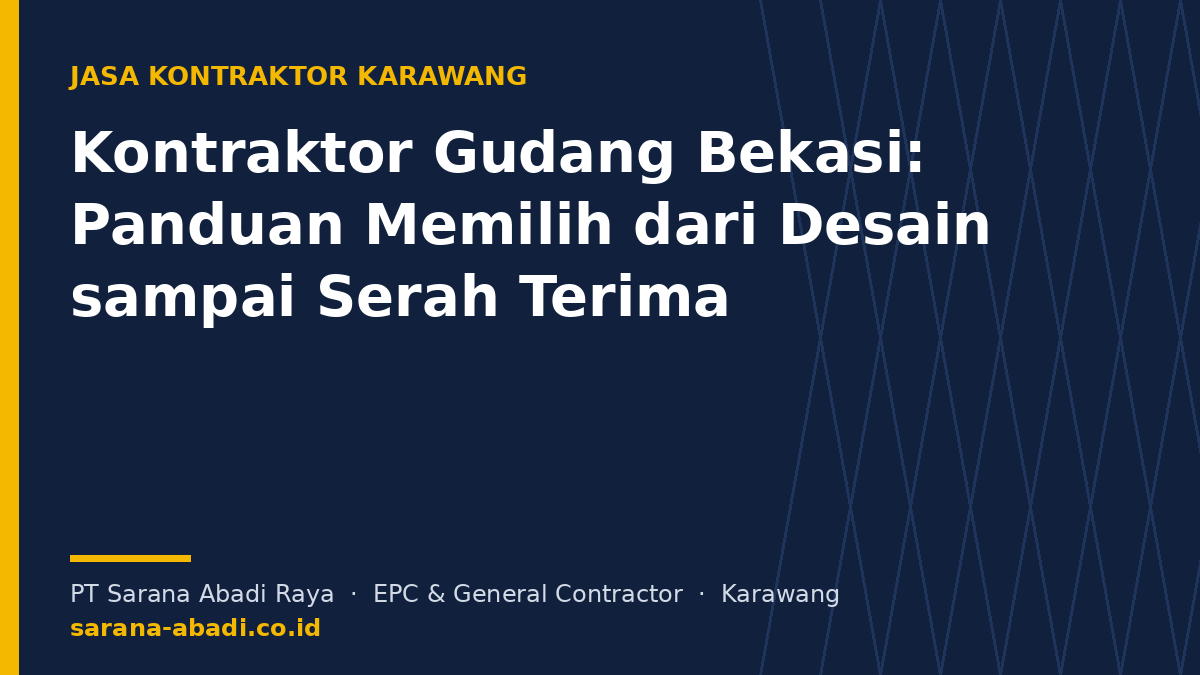 JASA KONTRAKTOR KARAWANG
Kontraktor Gudang Bekasi:
Panduan Memilih dari Desain
sampai Serah Terima
PT Sarana Abadi Raya · EPC & General Contractor · Karawang
sarana-abadi.co.id